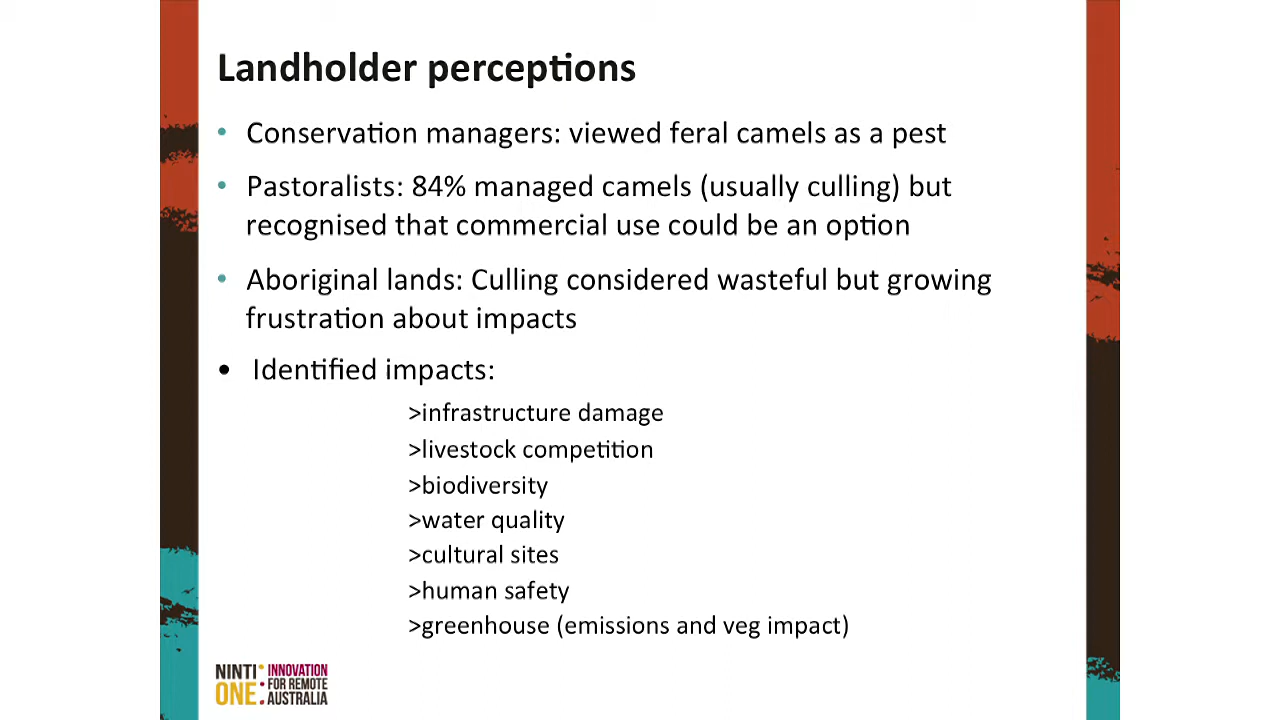 Landholder perceptions
• Conservation managers: viewed feral camels as a pest
• Pastoralists: 84% managed camels (usually culling) but
recognised that commercial use could be an option
• Aboriginal lands: Culling considered wasteful but growing
frustration about impacts
• Identified impacts:
>infrastructure damage
>livestock competition
>biodiversity
>water quality
>cultural sites
>human safety
>greenhouse (emissions and veg impact)
NINTI
ONE
INNOVATION
FOR REMOTE
AUSTRALIA